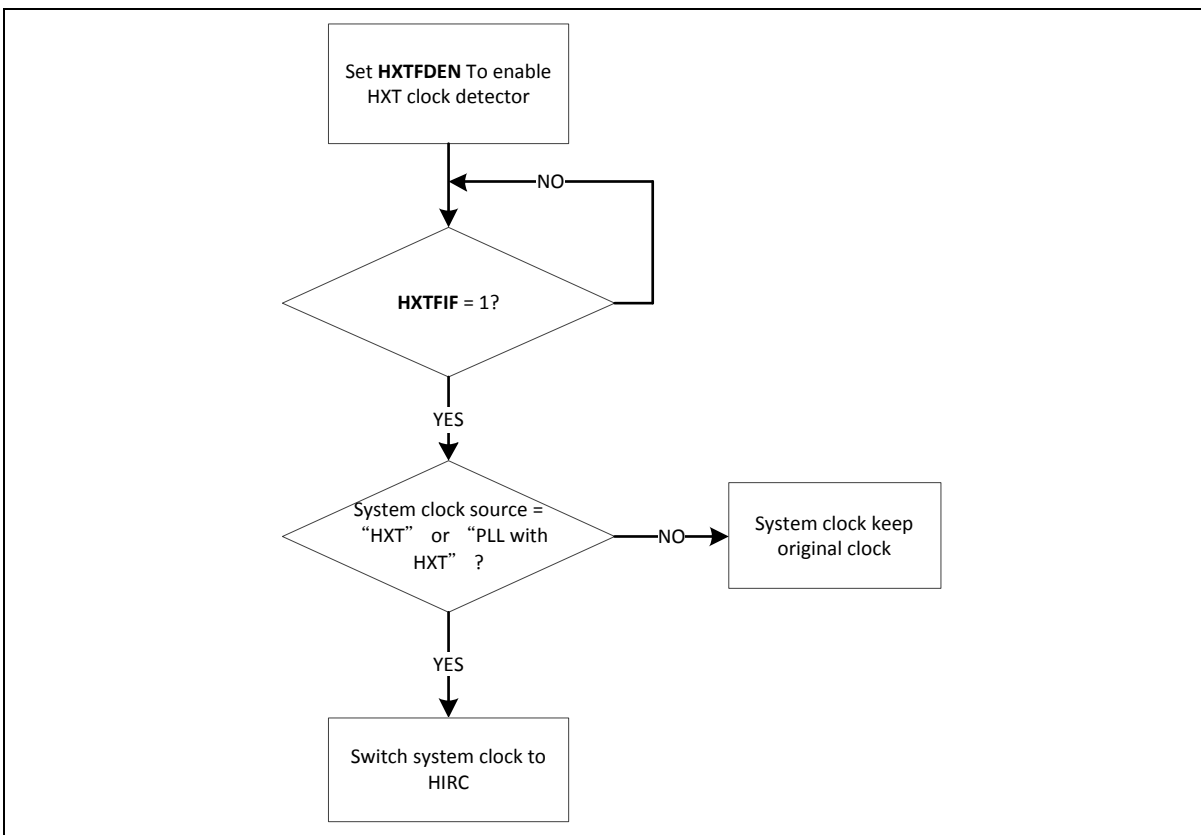 Set HXTFDEN To enable
HXT clock detector
NO
HXTFIF = 1?
YES
System clock source =
“HXT” or “PLL with
HXT” ?
NO
System clock keep
original clock
YES
Switch system clock to
HIRC